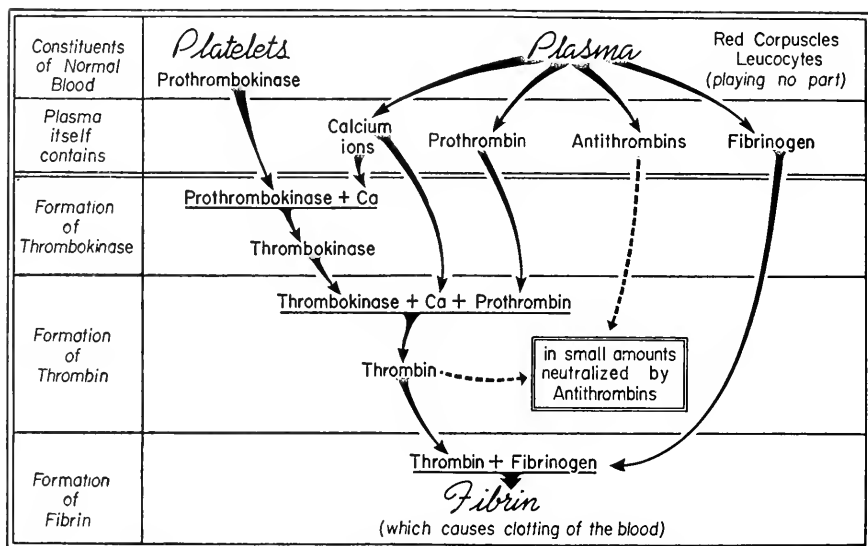 Constituents
of Normal
Blood
Platelets
Prothrombokinase
Plasma
Red Corpuscles
Leucocytes
(playing no part)
Plasma
itself
contains
Calcium
ions
Prothrombin
Antithrombins
Fibrinogen
Formation
of
Thrombokinase
Prothrombokinase + Ca
Thrombokinase
Formation
of
Thrombin
Thrombokinase + Ca + Prothrombin
Thrombin
in small amounts
neutralized by
Antithrombins
Formation
of
Fibrin
Thrombin + Fibrinogen
Fibrin
(which causes clotting of the blood)